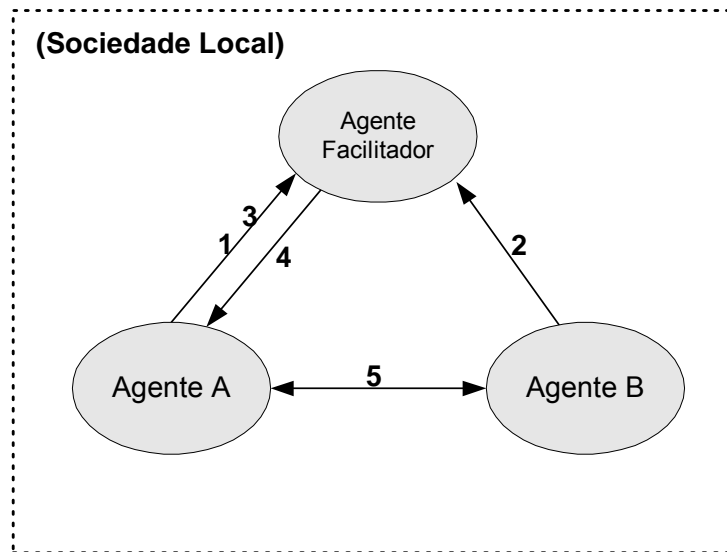 (Sociedade Local)
Agente
Facilitador
3
1
4
2
5
Agente A
Agente B